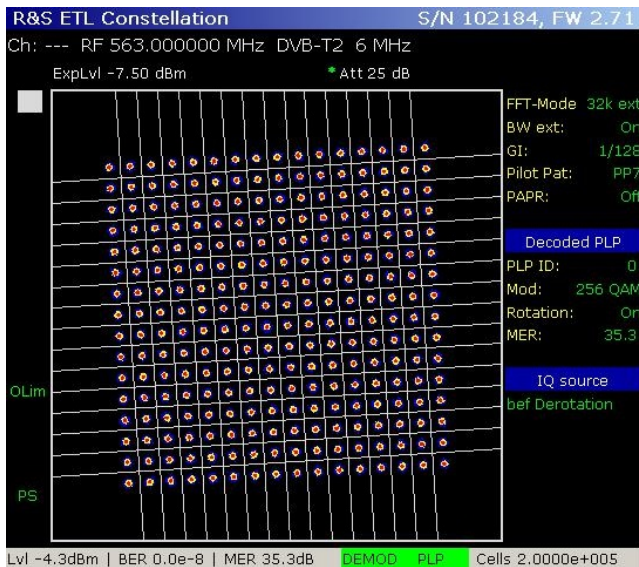 R&S ETL Constellation S/N 102184, FW 2.71
Ch: --- RF 563.000000 MHz DVB-T2 6 MHz
ExpLvl -7.50 dBm * Att 25 dB
FFT-Mode 32k ext
BW ext: On
GI: 1/128
Pilot Pat: PP7
PAPR: Off
Decoded PLP
PLP ID: 0
Mod: 256 QAM
Rotation: On
MER: 35.3
OLim
IQ source
bef Derotation
PS
Lvl -4.3dBm | BER 0.0e-8 | MER 35.3dB DEMOD PLP Cells 2.0000e+005